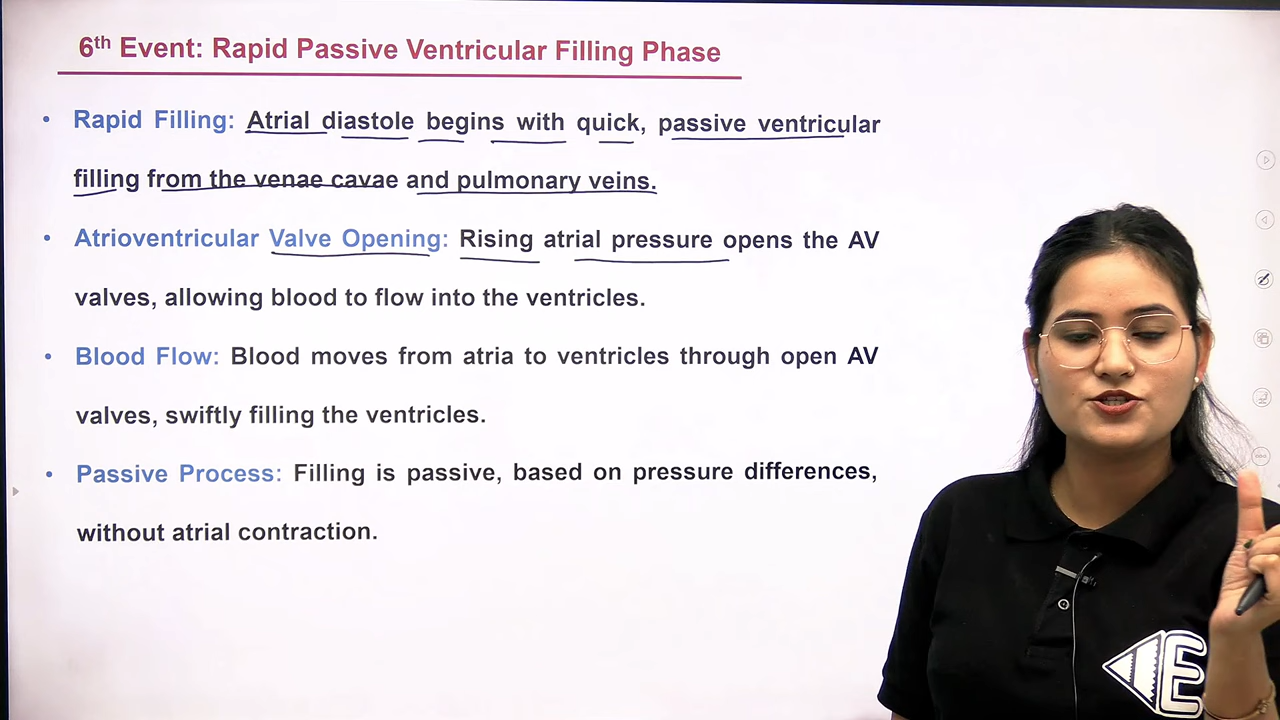 6th Event: Rapid Passive Ventricular Filling Phase
• Rapid Filling: Atrial diastole begins with quick, passive ventricular
filling from the venae cavae and pulmonary veins.
• Atrioventricular Valve Opening: Rising atrial pressure opens the AV
valves, allowing blood to flow into the ventricles.
• Blood Flow: Blood moves from atria to ventricles through open AV
valves, swiftly filling the ventricles.
• Passive Process: Filling is passive, based on pressure differences,
without atrial contraction.
E